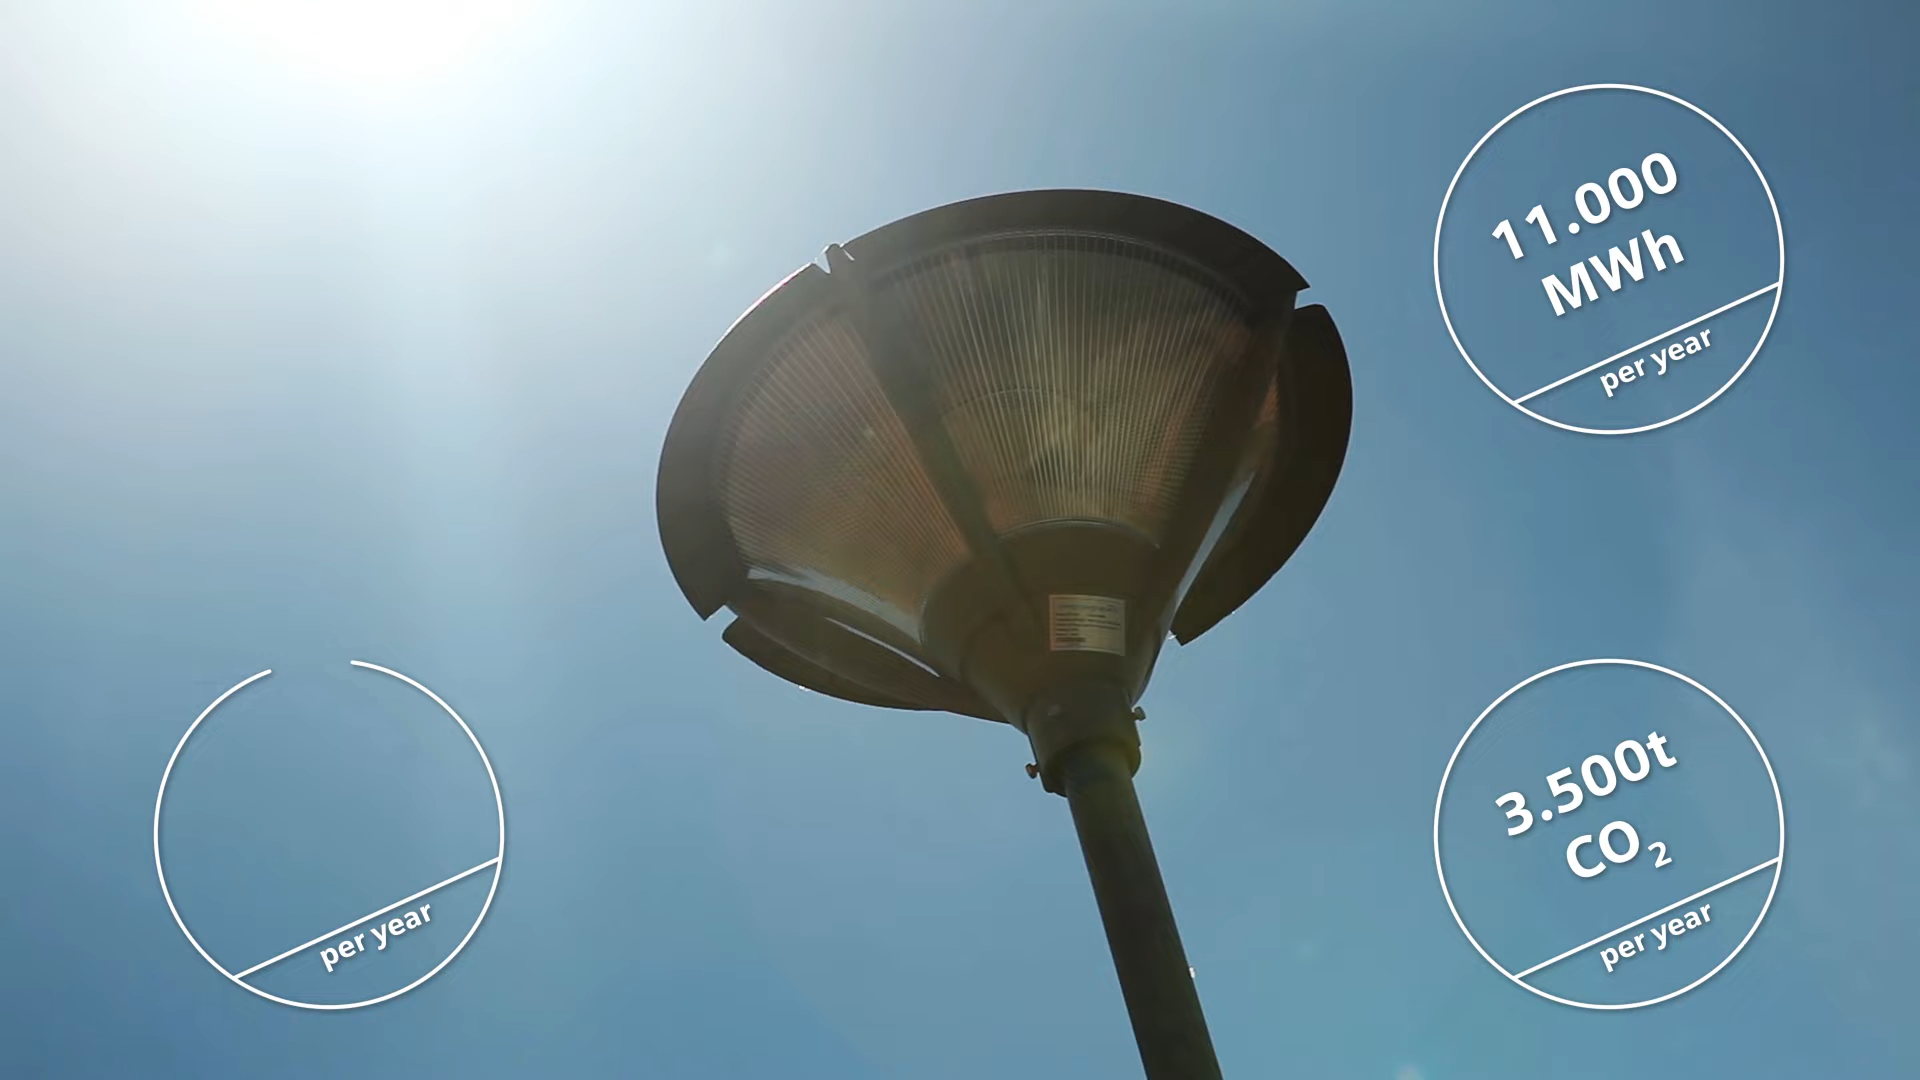 11.000
MWh
per year
3.500t
CO₂
per year
per year